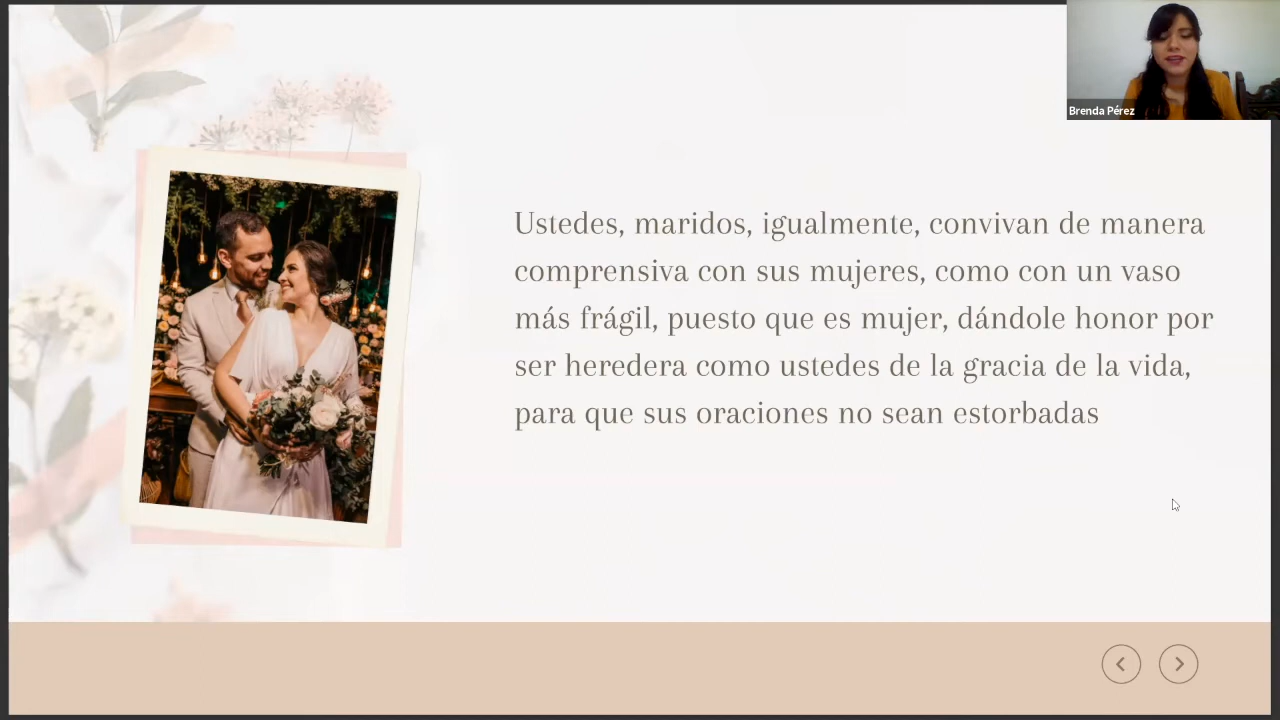 Brenda Pérez
Ustedes, maridos, igualmente, convivan de manera
comprensiva con sus mujeres, como con un vaso
más frágil, puesto que es mujer, dándole honor por
ser heredera como ustedes de la gracia de la vida,
para que sus oraciones no sean estorbadas